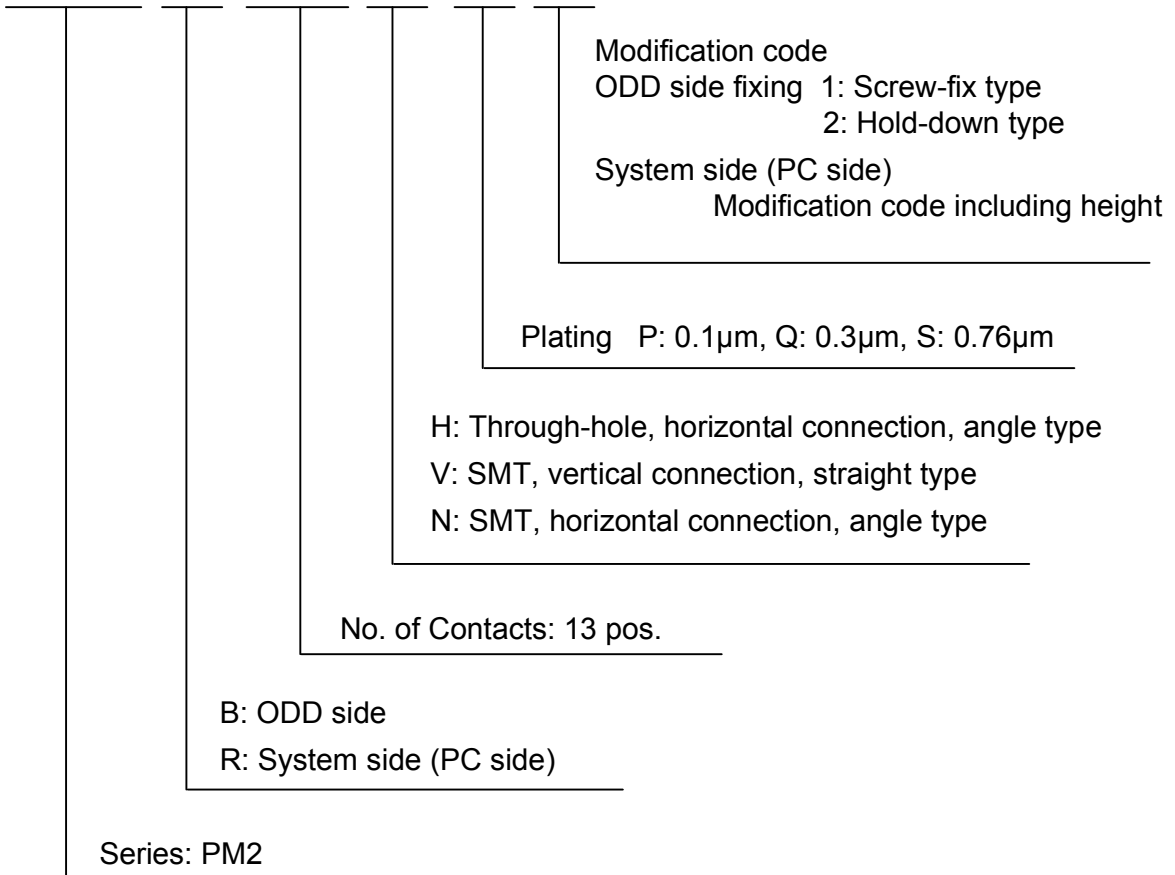 Modification code
ODD side fixing 1: Screw-fix type
2: Hold-down type
System side (PC side)
Modification code including height
Plating P: 0.1µm, Q: 0.3µm, S: 0.76µm
H: Through-hole, horizontal connection, angle type
V: SMT, vertical connection, straight type
N: SMT, horizontal connection, angle type
No. of Contacts: 13 pos.
B: ODD side
R: System side (PC side)
Series: PM2